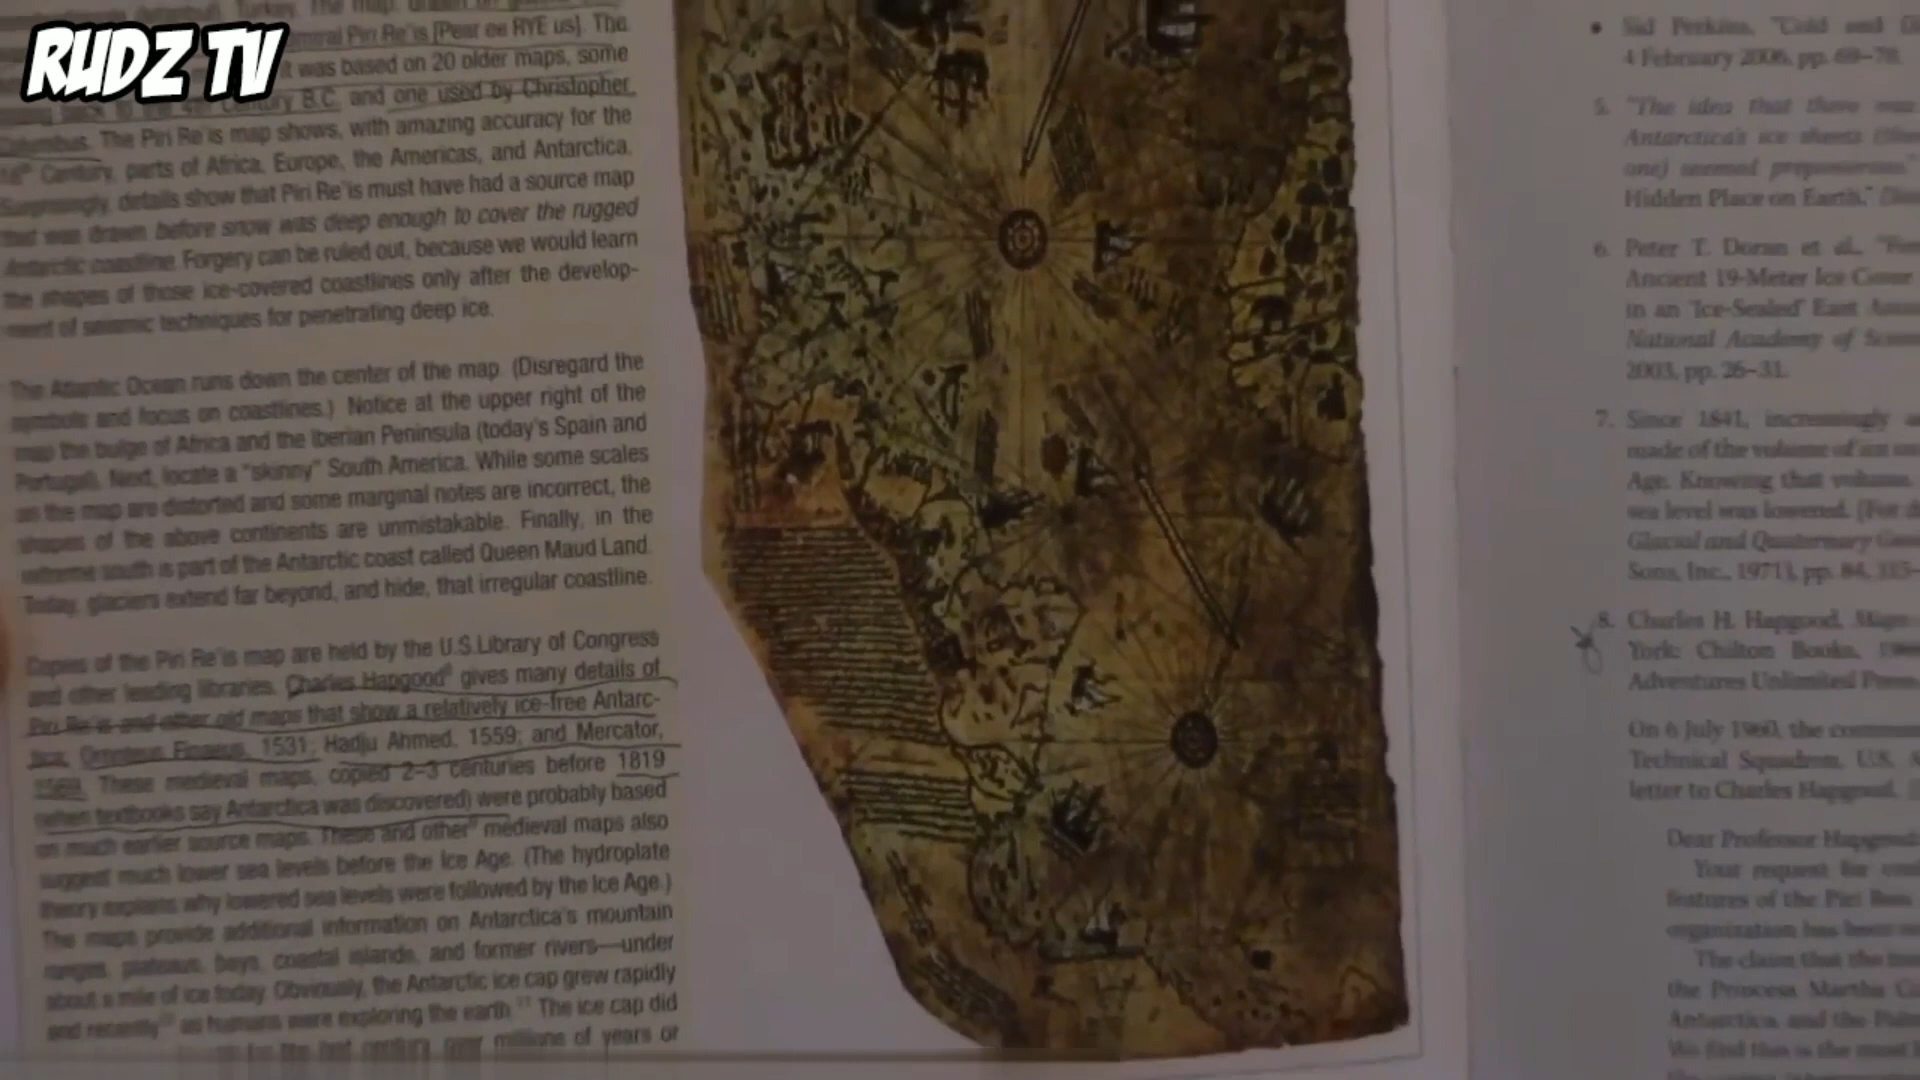 RUDZ TV
Admiral Piri Re'is [Pear ee RYE us]. The
it was based on 20 older maps, some
Century B.C. and one used by Christopher
Columbus. The Piri Re'is map shows, with amazing accuracy for the
16th Century, parts of Africa, Europe, the Americas, and Antarctica.
Surprisingly, details show that Piri Re'is must have had a source map
that was drawn before snow was deep enough to cover the rugged
Antarctic coastline. Forgery can be ruled out, because we would learn
the shapes of those ice-covered coastlines only after the develop-
ment of seismic techniques for penetrating deep ice.
The Atlantic Ocean runs down the center of the map. (Disregard the
symbols and focus on coastlines.) Notice at the upper right of the
map the bulge of Africa and the Iberian Peninsula (today's Spain and
Portugal). Next, locate a "skinny" South America. While some scales
on the map are distorted and some marginal notes are incorrect, the
shapes of the above continents are unmistakable. Finally, in the
extreme south is part of the Antarctic coast called Queen Maud Land.
Today, glaciers extend far beyond, and hide, that irregular coastline.
Copies of the Piri Re'is map are held by the U.S. Library of Congress
and other leading libraries. Charles Hapgood8 gives many details of
Piri Re'is and other old maps that show a relatively ice-free Antarc-
tica: Oronteus Finaeus, 1531; Hadju Ahmed, 1559; and Mercator,
1569. These medieval maps, copied 2–3 centuries before 1819
(when textbooks say Antarctica was discovered) were probably based
on much earlier source maps. These and other medieval maps also
suggest much lower sea levels before the Ice Age. (The hydroplate
theory explains why lowered sea levels were followed by the Ice Age.)
The maps provide additional information on Antarctica's mountain
ranges, plateaus, bays, coastal islands, and former rivers—under
about a mile of ice today. Obviously, the Antarctic ice cap grew rapidly
and recently as humans were exploring the earth.11 The ice cap did
millions of years or
• Sid Perkins, "Cold and
4 February 2006, pp. 69–70.
5. "The idea that there was
Antarctica's ice sheets
one) seemed preposterous."
Hidden Place on Earth,"
6. Peter T. Doran et al.,
Ancient 19-Meter Ice Cover
in an 'Ice-Sealed' East
National Academy of
2003, pp. 26–31.
7. Since 1841, increasingly
made of the volume of ice
Age. Knowing that volume,
sea level was lowered. [For
Glacial and Quaternary
Sons, Inc., 1971), pp. 84,
8. Charles H. Hapgood, Maps
York: Chilton Books,
Adventures Unlimited Press
On 6 July 1960, the
Technical Squadron, U.S.
letter to Charles Hapgood.
Dear Professor Hapgood
Your request for
features of the Piri Reis
organization has been
The claim that the
the Princess Martha
Antarctica, and the
We find this is the most